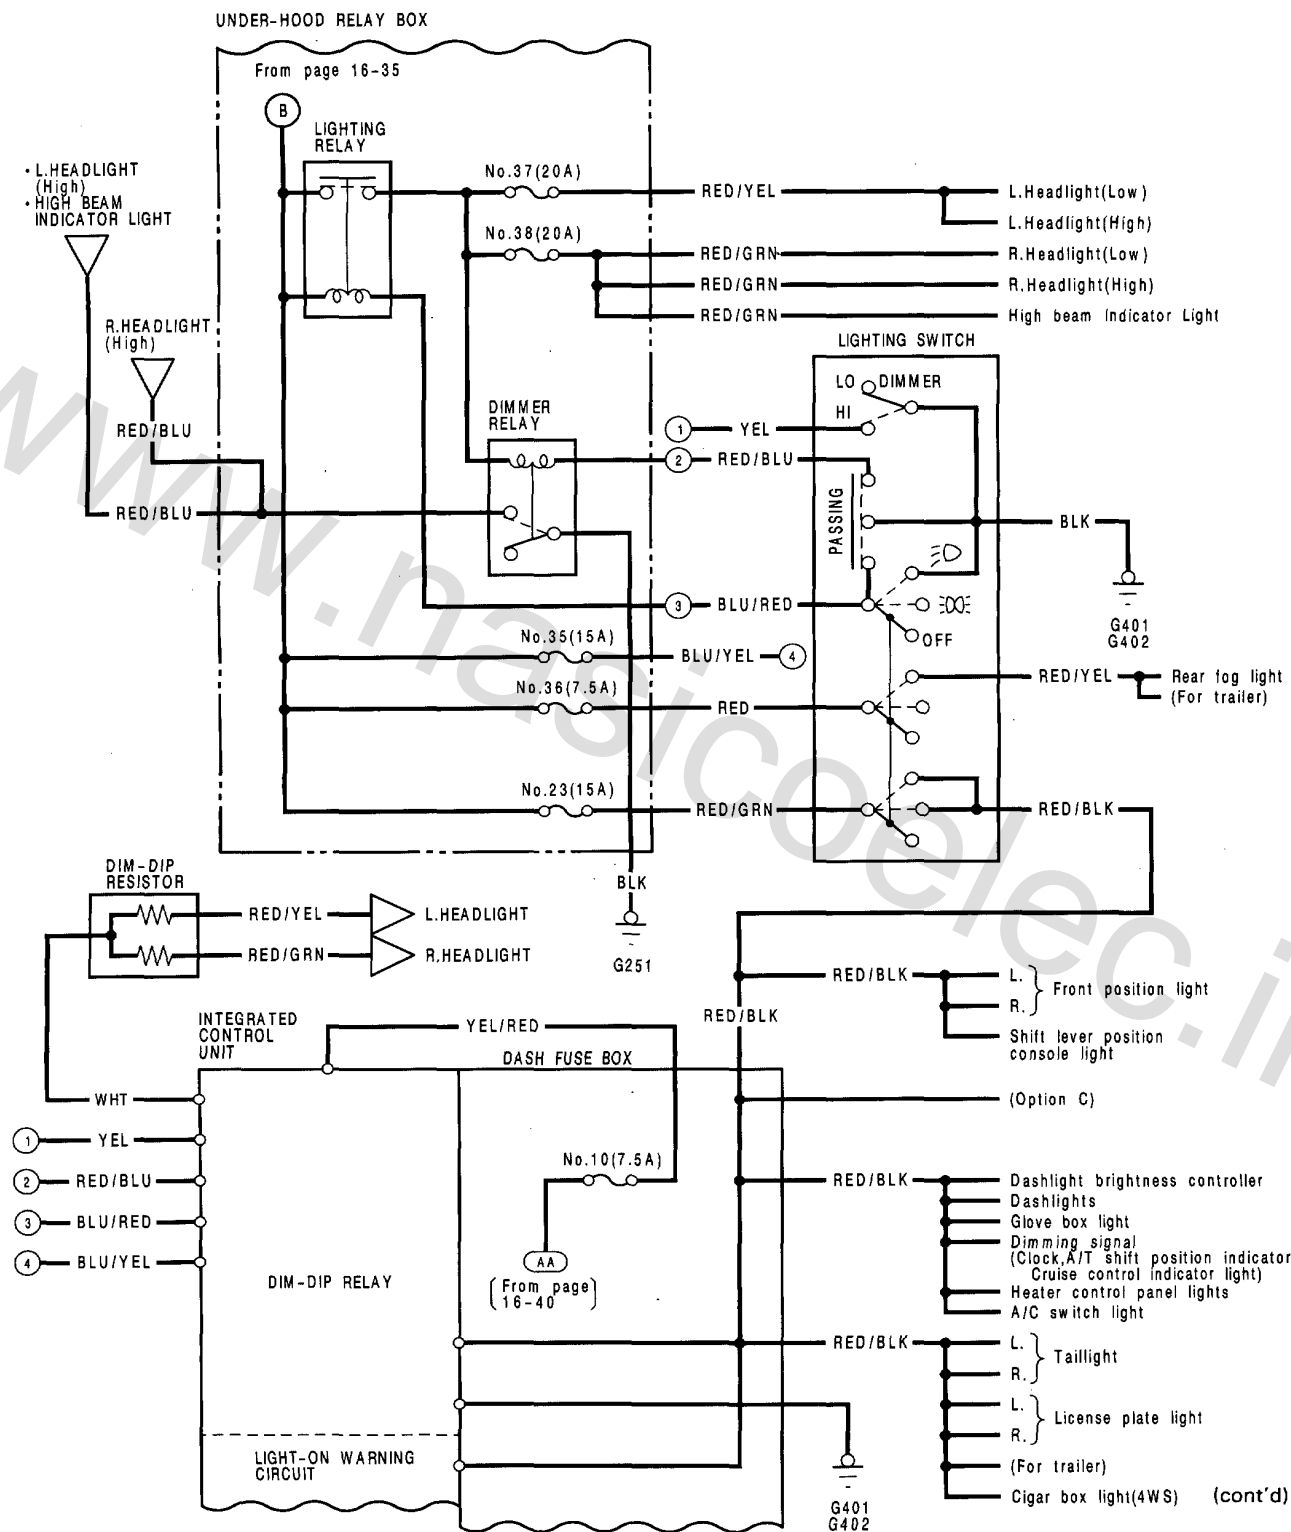 UNDER-HOOD RELAY BOX
From page 16-35
B
LIGHTING
RELAY
• L.HEADLIGHT
(High)
• HIGH BEAM
INDICATOR LIGHT
No.37(20A)
RED/YEL
L.Headlight(Low)
L.Headlight(High)
No.38(20A)
RED/GRN
R.Headlight(Low)
RED/GRN
R.Headlight(High)
RED/GRN
High beam Indicator Light
R.HEADLIGHT
(High)
LIGHTING SWITCH
LO
DIMMER
HI
DIMMER
RELAY
1
YEL
RED/BLU
2
RED/BLU
RED/BLU
PASSING
BLK
3
BLU/RED
OFF
G401
G402
No.35(15A)
BLU/YEL
4
No.36(7.5A)
RED
RED/YEL
Rear fog light
(For trailer)
No.23(15A)
RED/GRN
RED/BLK
BLK
G251
DIM-DIP
RESISTOR
RED/YEL
L.HEADLIGHT
RED/GRN
R.HEADLIGHT
RED/BLK
L.
R.
Front position light
Shift lever position
console light
RED/BLK
INTEGRATED
CONTROL
UNIT
YEL/RED
DASH FUSE BOX
WHT
(Option C)
1
YEL
2
RED/BLU
3
BLU/RED
4
BLU/YEL
No.10(7.5A)
AA
(From page
16-40)
DIM-DIP RELAY
RED/BLK
Dashlight brightness controller
Dashlights
Glove box light
Dimming signal
(Clock,A/T shift position indicator
Cruise control indicator light)
Heater control panel lights
A/C switch light
RED/BLK
L.
R.
Taillight
L.
R.
License plate light
(For trailer)
Cigar box light(4WS)
(cont'd)
LIGHT-ON WARNING
CIRCUIT
G401
G402
www.nasicoelec.ir